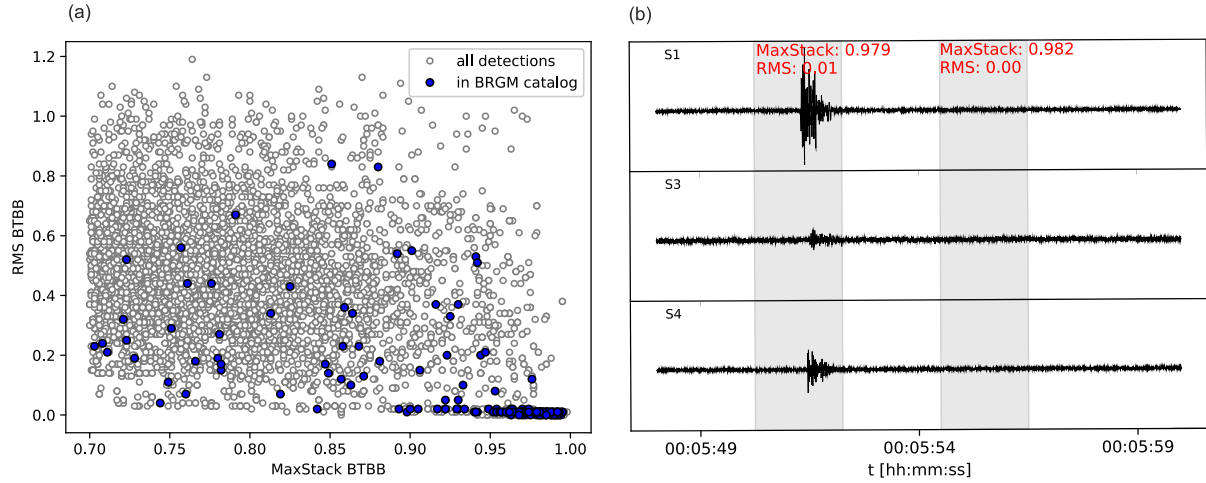 (a)
1.2
1.0
0.8
0.6
0.4
0.2
0.0
RMS BTBB
all detections
in BRGM catalog
0.70
0.75
0.80
0.85
0.90
0.95
1.00
MaxStack BTBB
(b)
S1
MaxStack: 0.979
RMS: 0.01
MaxStack: 0.982
RMS: 0.00
S3
S4
00:05:49
00:05:54
00:05:59
t [hh:mm:ss]